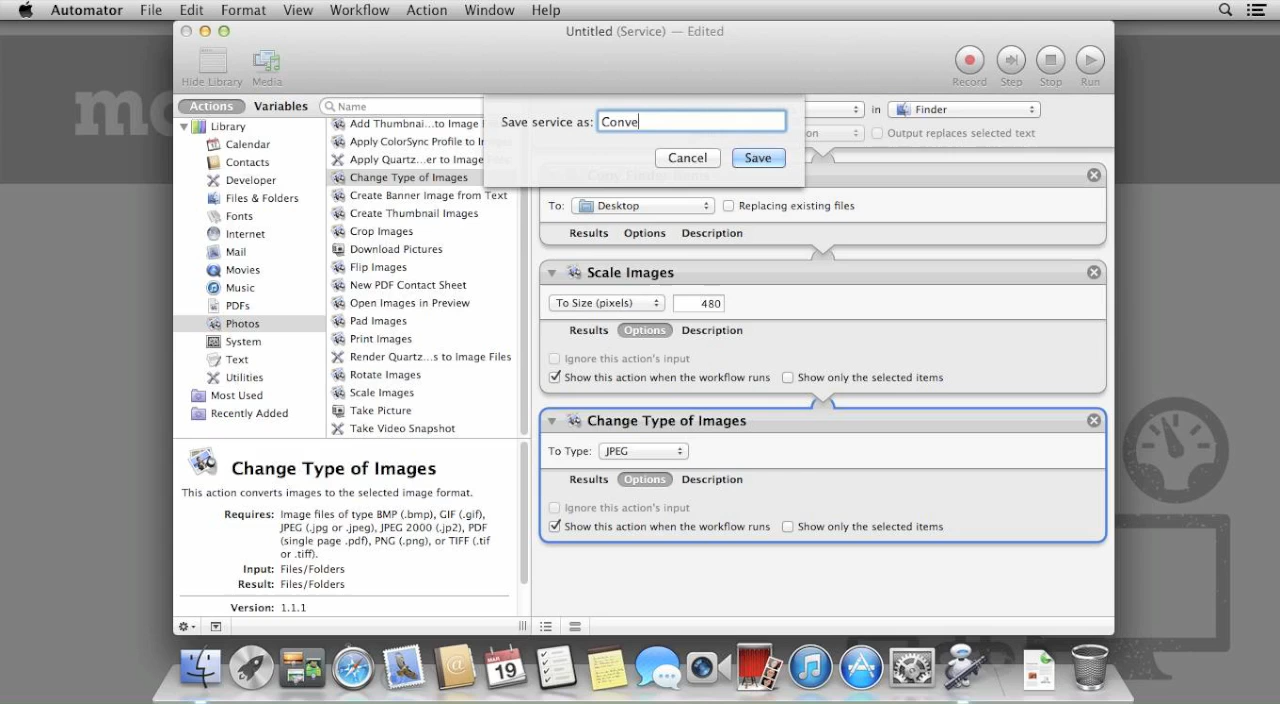 Automator File Edit Format View Workflow Action Window Help
Untitled (Service) — Edited
Hide Library Media Record Step Stop Run
Actions Variables Name in Finder
Save service as: Conve
Output replaces selected text
Cancel Save
Library
Calendar
Contacts
Developer
Files & Folders
Fonts
Internet
Mail
Movies
Music
PDFs
Photos
System
Text
Utilities
Most Used
Recently Added
Add Thumbnai...to Image
Apply ColorSync Profile to
Apply Quartz...er to Image
Change Type of Images
Create Banner Image from Text
Create Thumbnail Images
Crop Images
Download Pictures
Flip Images
New PDF Contact Sheet
Open Images in Preview
Pad Images
Print Images
Render Quartz...s to Image Files
Rotate Images
Scale Images
Take Picture
Take Video Snapshot
To: Desktop Replacing existing files
Results Options Description
Scale Images
To Size (pixels) 480
Results Options Description
Ignore this action's input
Show this action when the workflow runs Show only the selected items
Change Type of Images
To Type: JPEG
Results Options Description
Ignore this action's input
Show this action when the workflow runs Show only the selected items
Change Type of Images
This action converts images to the selected image format.
Requires: Image files of type BMP (.bmp), GIF (.gif),
JPEG (.jpg or .jpeg), JPEG 2000 (.jp2), PDF
(single page .pdf), PNG (.png), or TIFF (.tif
or .tiff).
Input: Files/Folders
Result: Files/Folders
Version: 1.1.1
MAR
19